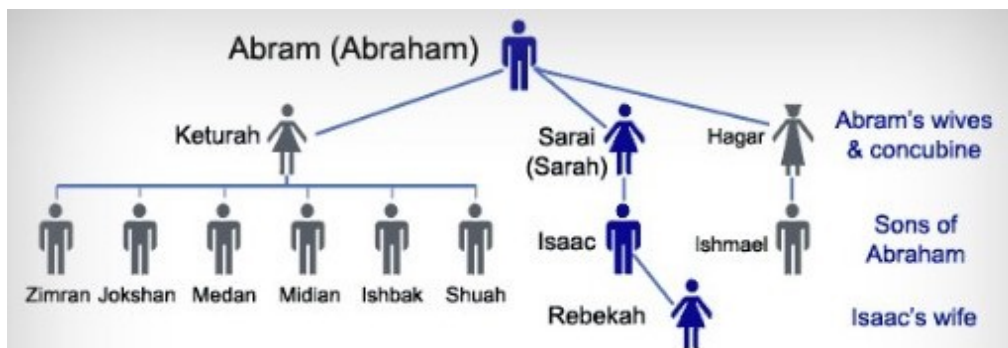 Abram (Abraham)
Keturah
Sarai
(Sarah)
Hagar
Abram's wives
& concubine
Zimran Jokshan Medan Midian Ishbak Shuah
Isaac
Ishmael
Sons of
Abraham
Rebekah
Isaac's wife